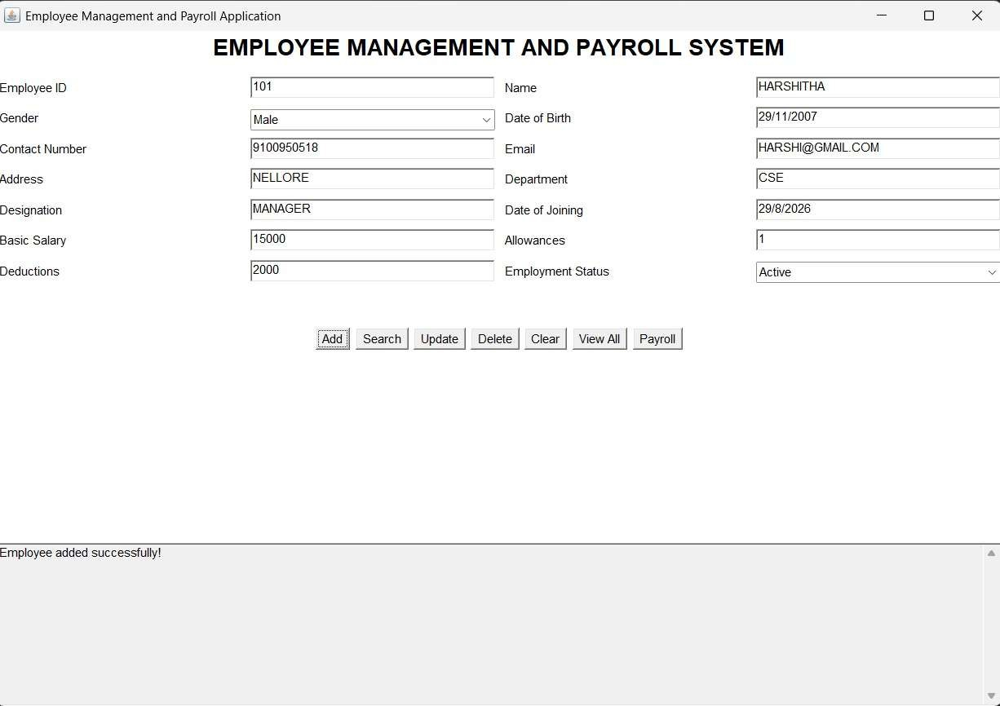 Employee Management and Payroll Application
EMPLOYEE MANAGEMENT AND PAYROLL SYSTEM
Employee ID 101 Name HARSHITHA
Gender Male Date of Birth 29/11/2007
Contact Number 9100950518 Email HARSHI@GMAIL.COM
Address NELLORE Department CSE
Designation MANAGER Date of Joining 29/8/2026
Basic Salary 15000 Allowances 1
Deductions 2000 Employment Status Active
Add Search Update Delete Clear View All Payroll
Employee added successfully!